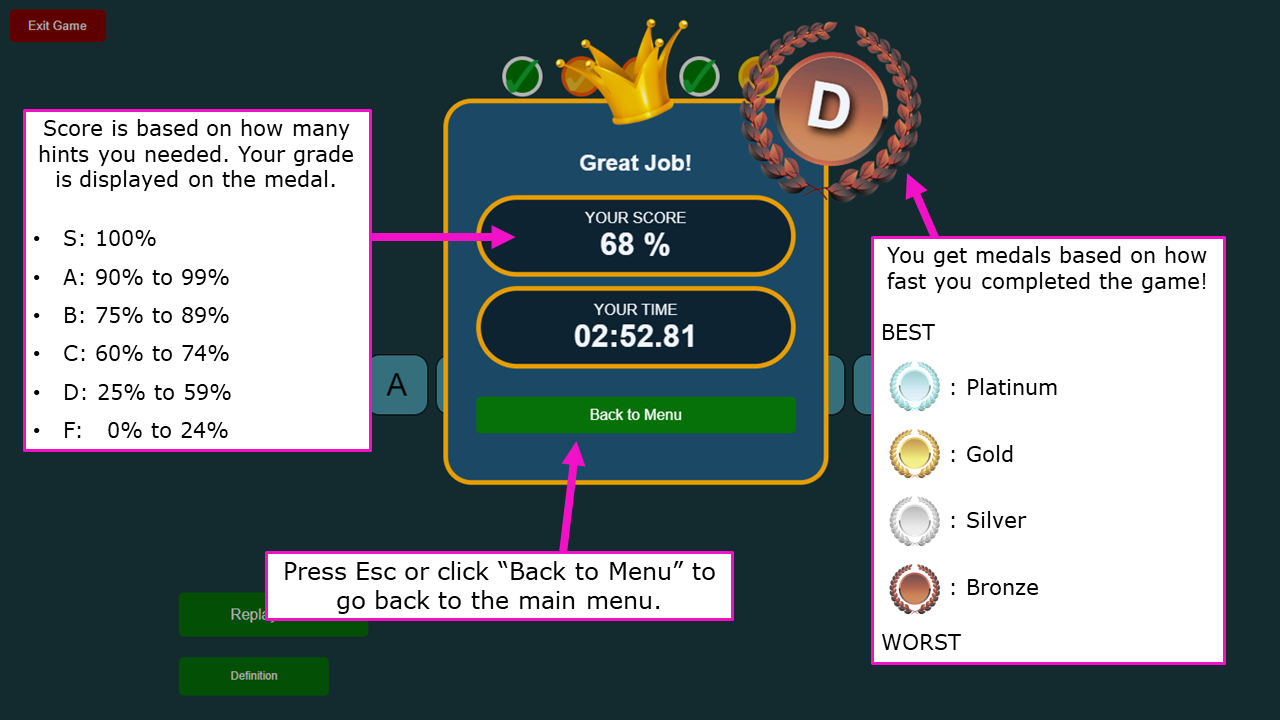 Exit Game
D
Score is based on how many
hints you needed. Your grade
is displayed on the medal.
• S: 100%
• A: 90% to 99%
• B: 75% to 89%
• C: 60% to 74%
• D: 25% to 59%
• F: 0% to 24%
Great Job!
YOUR SCORE
68 %
YOUR TIME
02:52.81
A
Back to Menu
You get medals based on how
fast you completed the game!
BEST
: Platinum
: Gold
: Silver
: Bronze
WORST
Press Esc or click “Back to Menu” to
go back to the main menu.
Definition